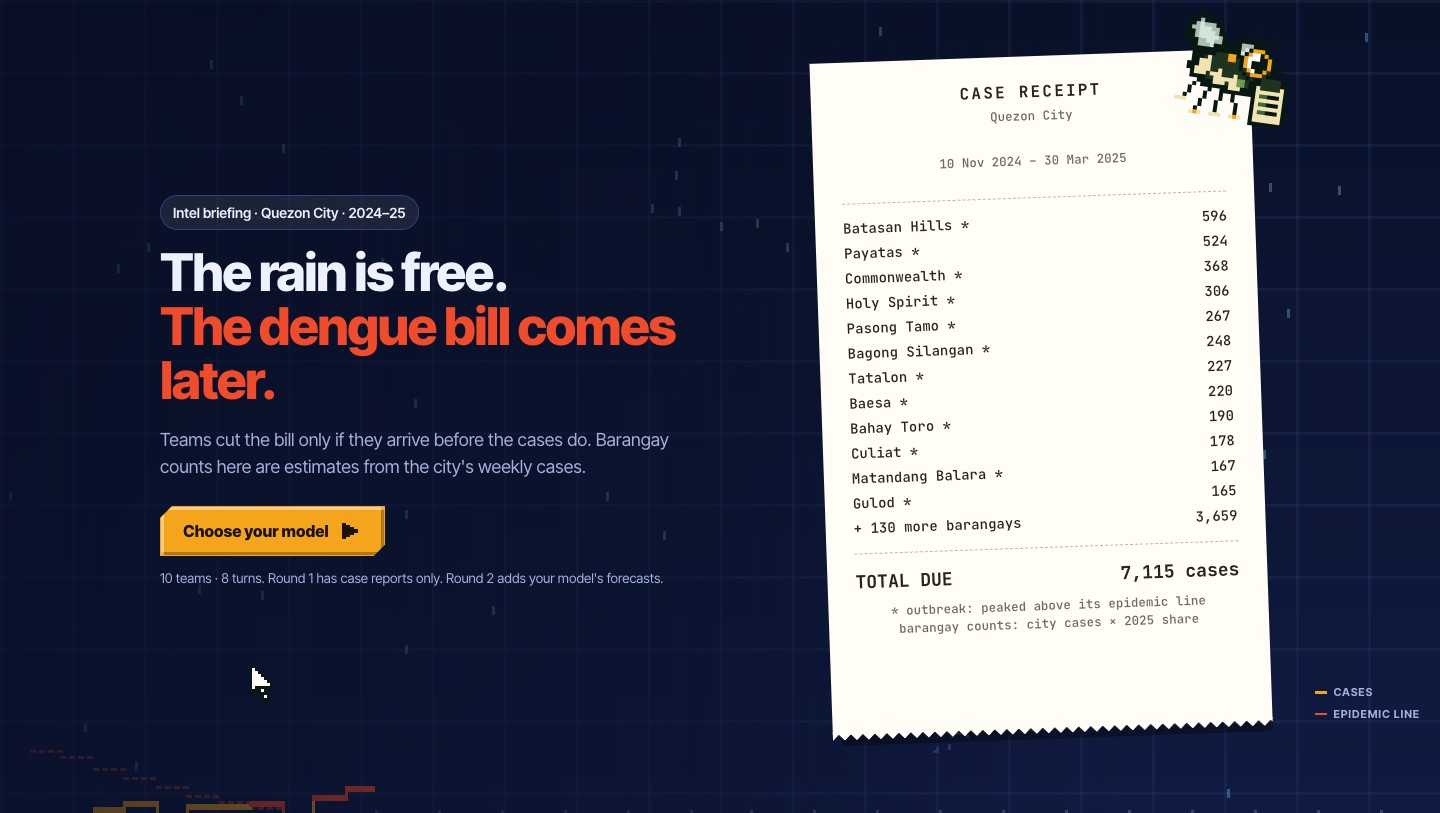 Intel briefing · Quezon City · 2024–25
The rain is free.
The dengue bill comes
later.
Teams cut the bill only if they arrive before the cases do. Barangay
counts here are estimates from the city's weekly cases.
Choose your model
10 teams · 8 turns. Round 1 has case reports only. Round 2 adds your model's forecasts.
CASE RECEIPT
Quezon City
10 Nov 2024 – 30 Mar 2025
Batasan Hills * 596
Payatas * 524
Commonwealth * 368
Holy Spirit * 306
Pasong Tamo * 267
Bagong Silangan * 248
Tatalon * 227
Baesa * 220
Bahay Toro * 190
Culiat * 178
Matandang Balara * 167
Gulod * 165
+ 130 more barangays 3,659
TOTAL DUE 7,115 cases
* outbreak: peaked above its epidemic line
barangay counts: city cases × 2025 share
CASES
EPIDEMIC LINE